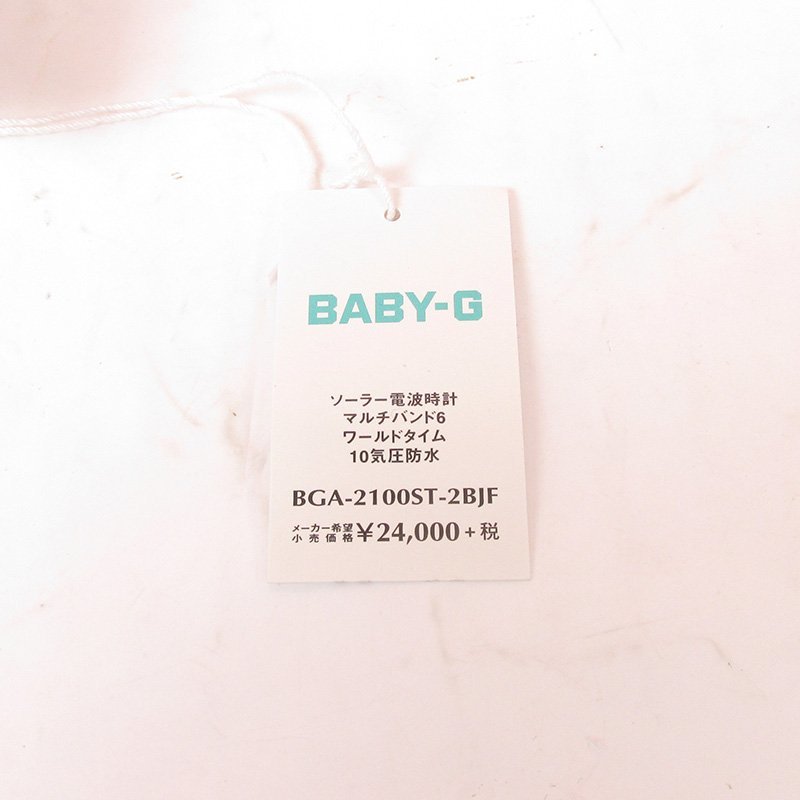 BABY-G
ソーラー電波時計
マルチバンド6
ワールドタイム
10気圧防水
BGA-2100ST-2BJF
メーカー希望
小売価格 ¥24,000+税